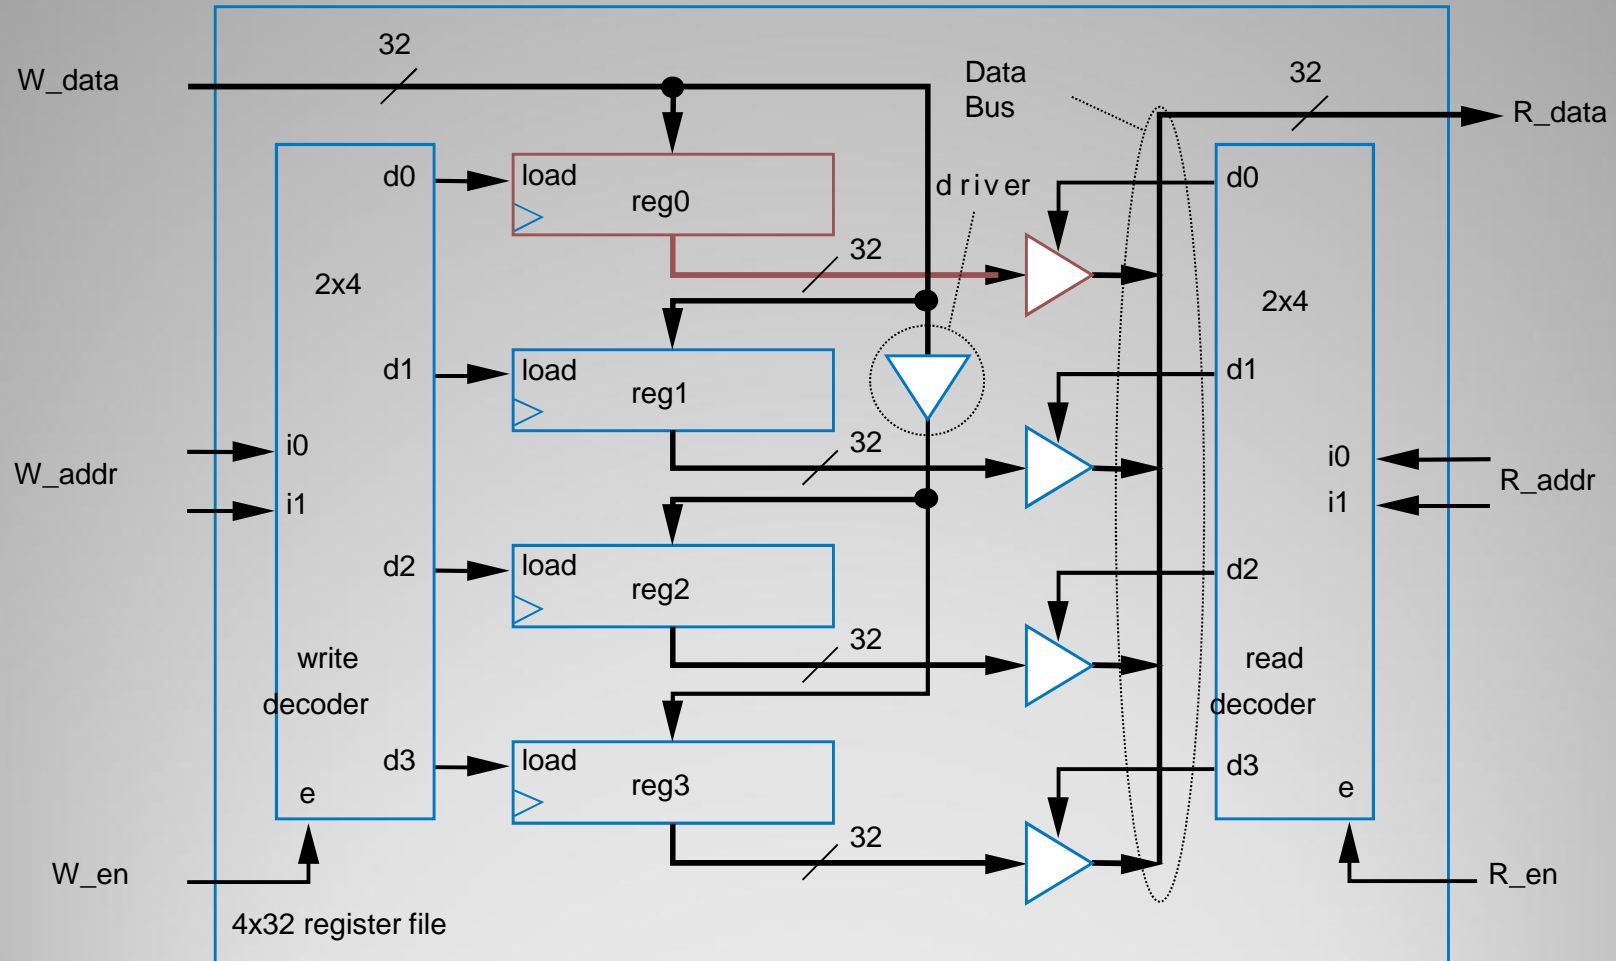 32
W_data
Data
Bus
32
R_data
d0
load
reg0
driver
d0
32
2x4
2x4
d1
load
reg1
d1
32
i0
i0
W_addr
R_addr
i1
i1
d2
load
reg2
d2
32
write
decoder
read
decoder
d3
load
reg3
d3
e
e
32
W_en
R_en
4x32 register file